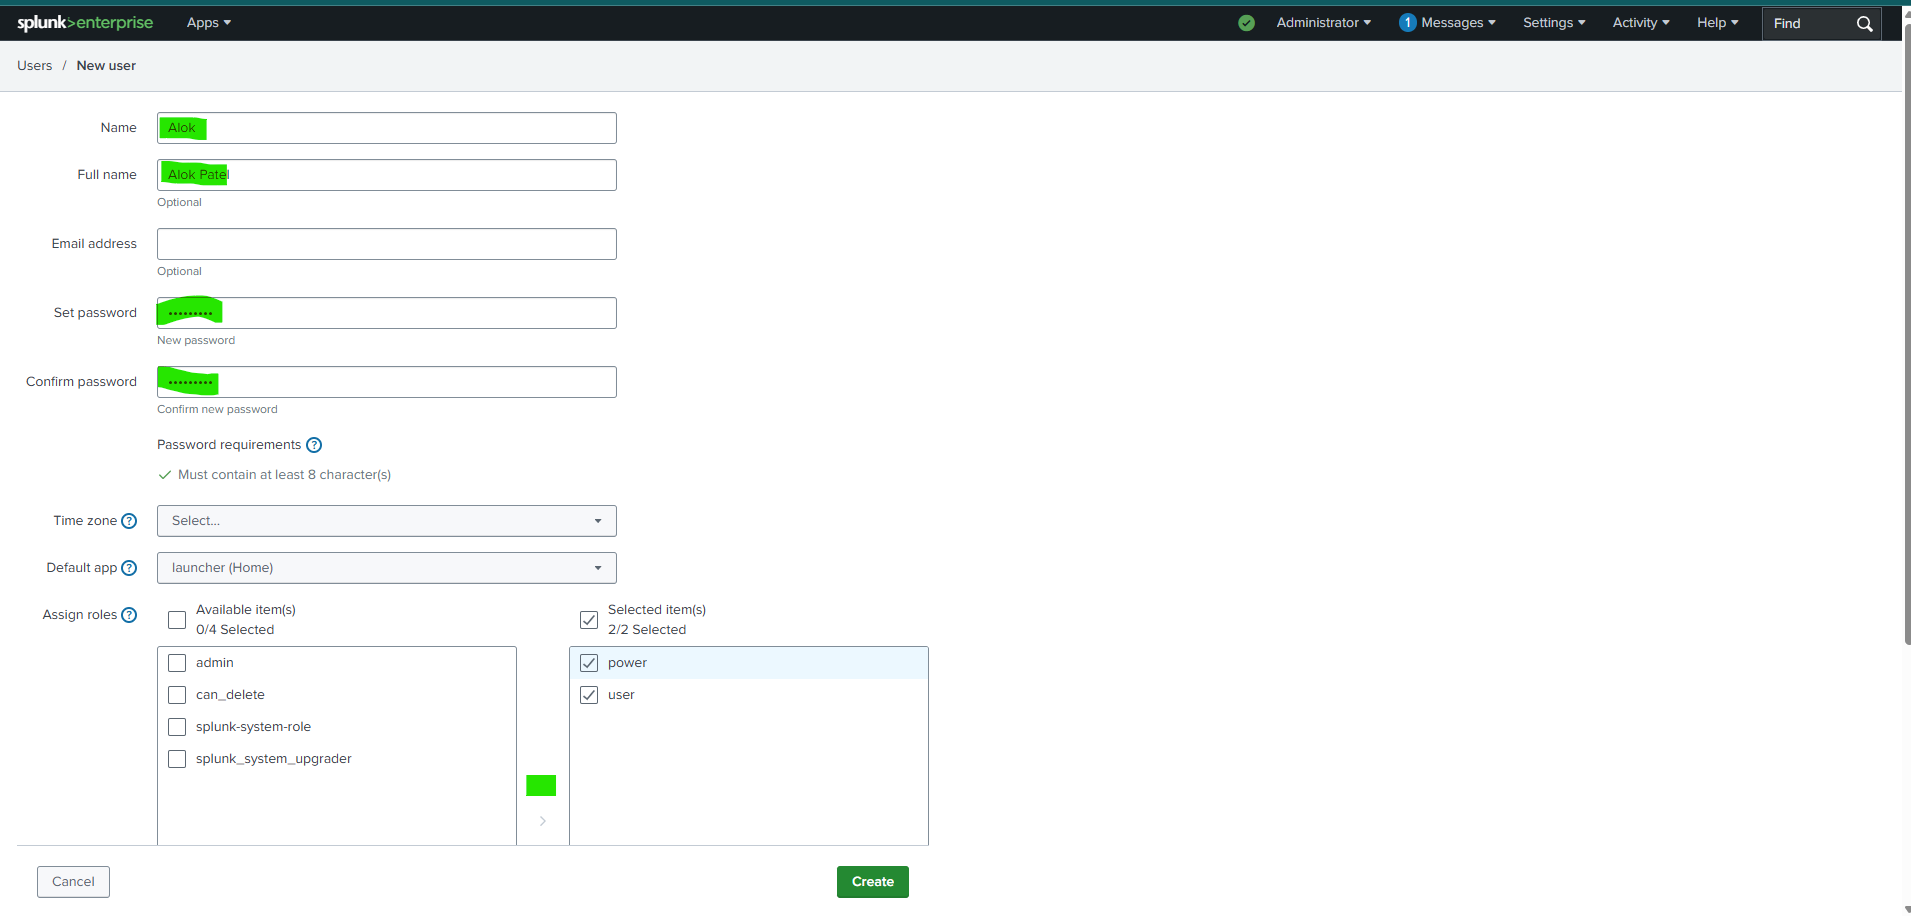 splunk>enterprise Apps Administrator 1 Messages Settings Activity Help Find
Users / New user
Name Alok
Full name Alok Patel
Optional
Email address
Optional
Set password •••••••••
New password
Confirm password •••••••••
Confirm new password
Password requirements ?
Must contain at least 8 character(s)
Time zone ? Select...
Default app ? launcher (Home)
Assign roles ? Available item(s) Selected item(s)
0/4 Selected 2/2 Selected
admin power
can_delete user
splunk-system-role
splunk_system_upgrader
Cancel Create